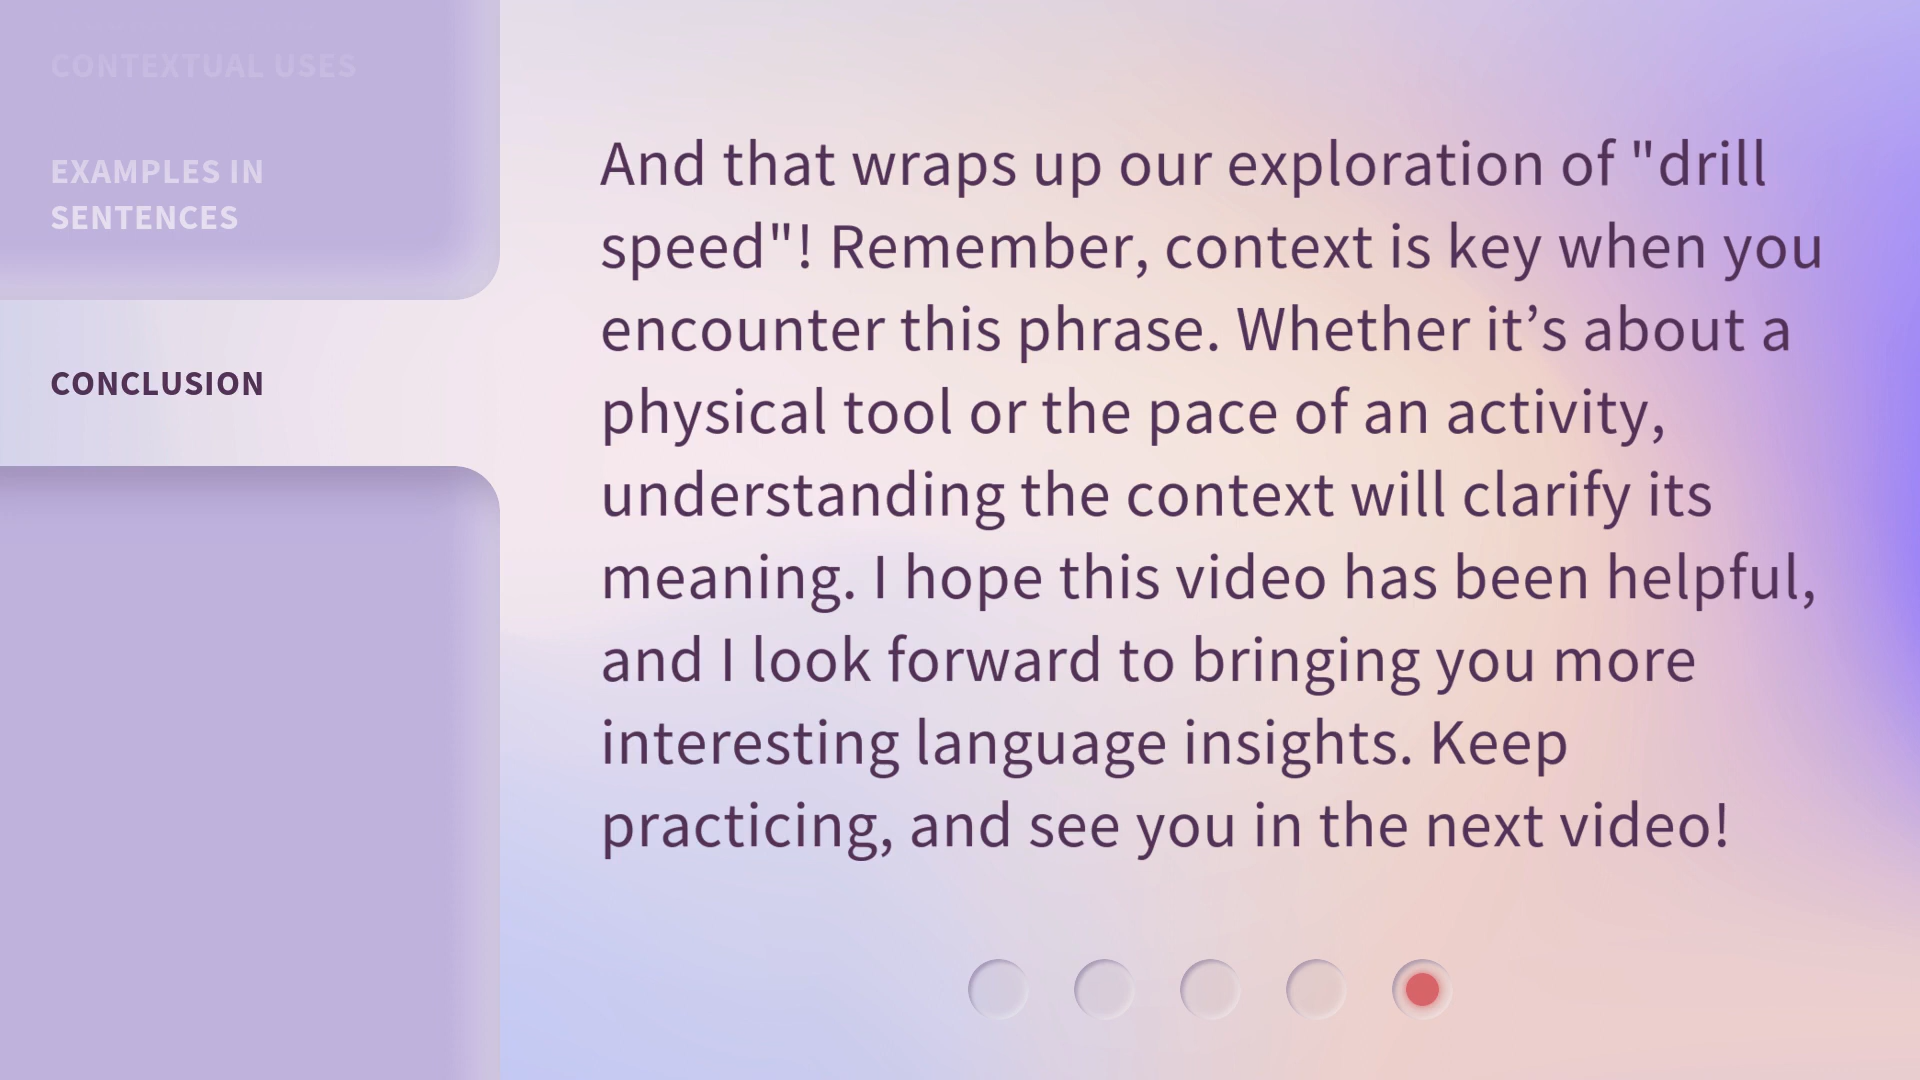 CONTEXTUAL USES
EXAMPLES IN
SENTENCES
CONCLUSION
And that wraps up our exploration of "drill
speed"! Remember, context is key when you
encounter this phrase. Whether it’s about a
physical tool or the pace of an activity,
understanding the context will clarify its
meaning. I hope this video has been helpful,
and I look forward to bringing you more
interesting language insights. Keep
practicing, and see you in the next video!